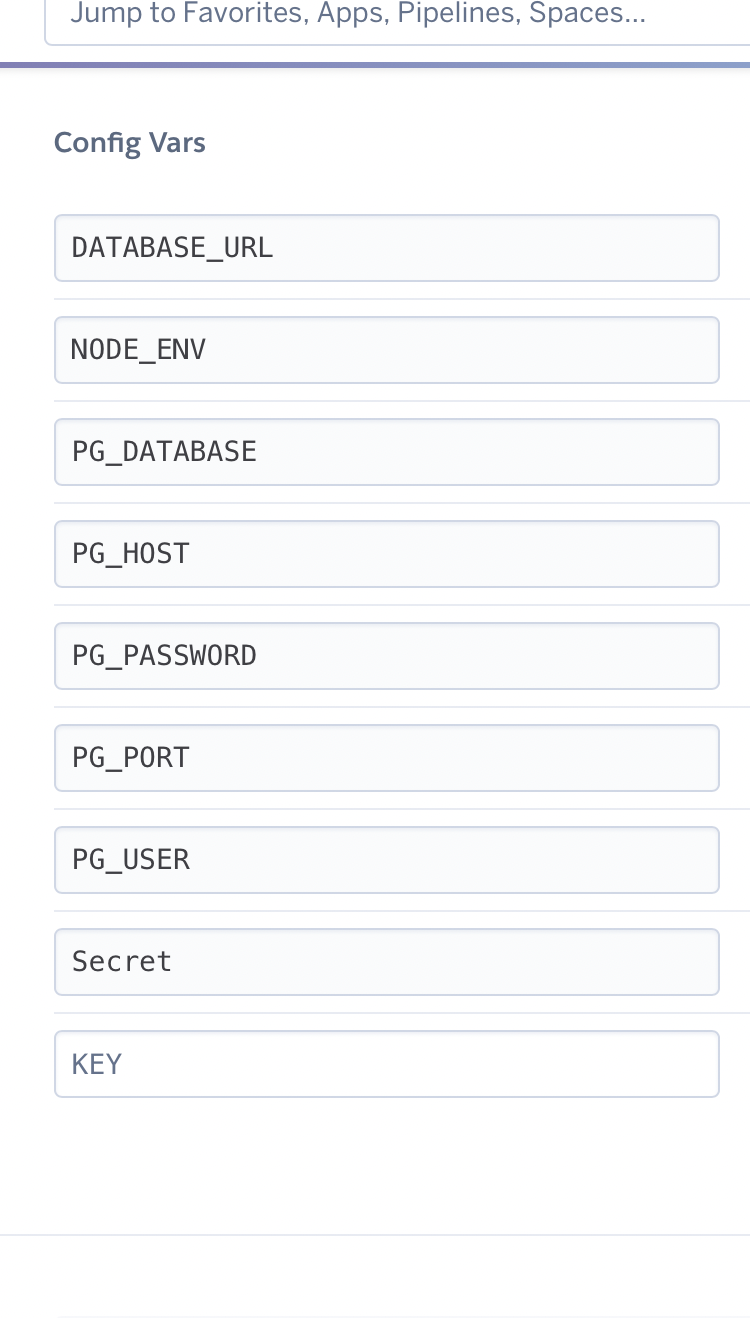 Jump to Favorites, Apps, Pipelines, Spaces...
Config Vars
DATABASE_URL
NODE_ENV
PG_DATABASE
PG_HOST
PG_PASSWORD
PG_PORT
PG_USER
Secret
KEY